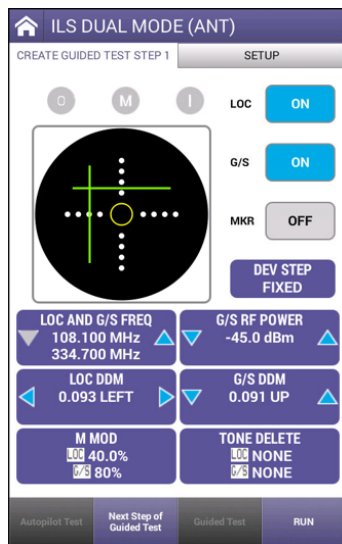 ILS DUAL MODE (ANT)
CREATE GUIDED TEST STEP 1
SETUP
O M I
LOC ON
G/S ON
MKR OFF
DEV STEP
FIXED
LOC AND G/S FREQ
108.100 MHz
334.700 MHz
G/S RF POWER
-45.0 dBm
LOC DDM
0.093 LEFT
G/S DDM
0.091 UP
M MOD
LOC 40.0%
G/S 80%
TONE DELETE
LOC NONE
G/S NONE
Autopilot Test
Next Step of
Guided Test
Guided Test
RUN